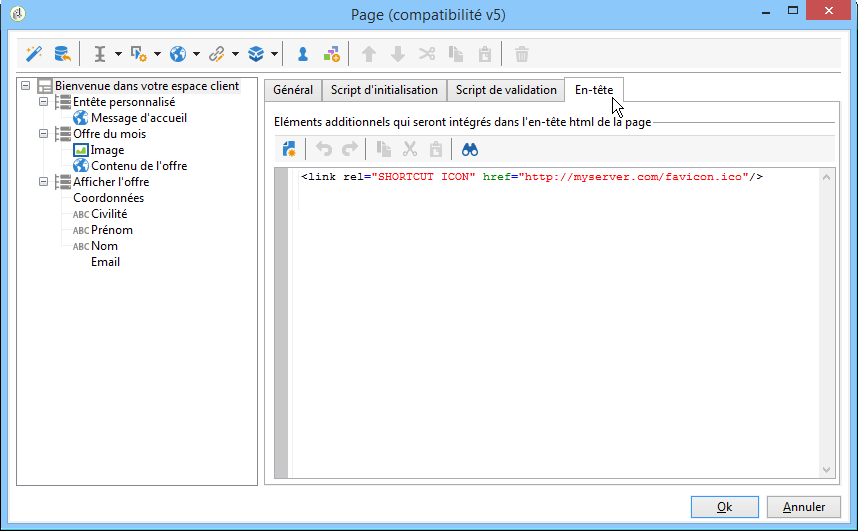 Page (compatibilité v5)
Bienvenue dans votre espace client
Entête personnalisé
Message d'accueil
Offre du mois
Image
Contenu de l'offre
Afficher l'offre
Coordonnées
ABC Civilité
ABC Prénom
ABC Nom
Email
Général Script d'initialisation Script de validation En-tête
Eléments additionnels qui seront intégrés dans l'en-tête html de la page
<link rel="SHORTCUT ICON" href="http://myserver.com/favicon.ico"/>
Ok Annuler